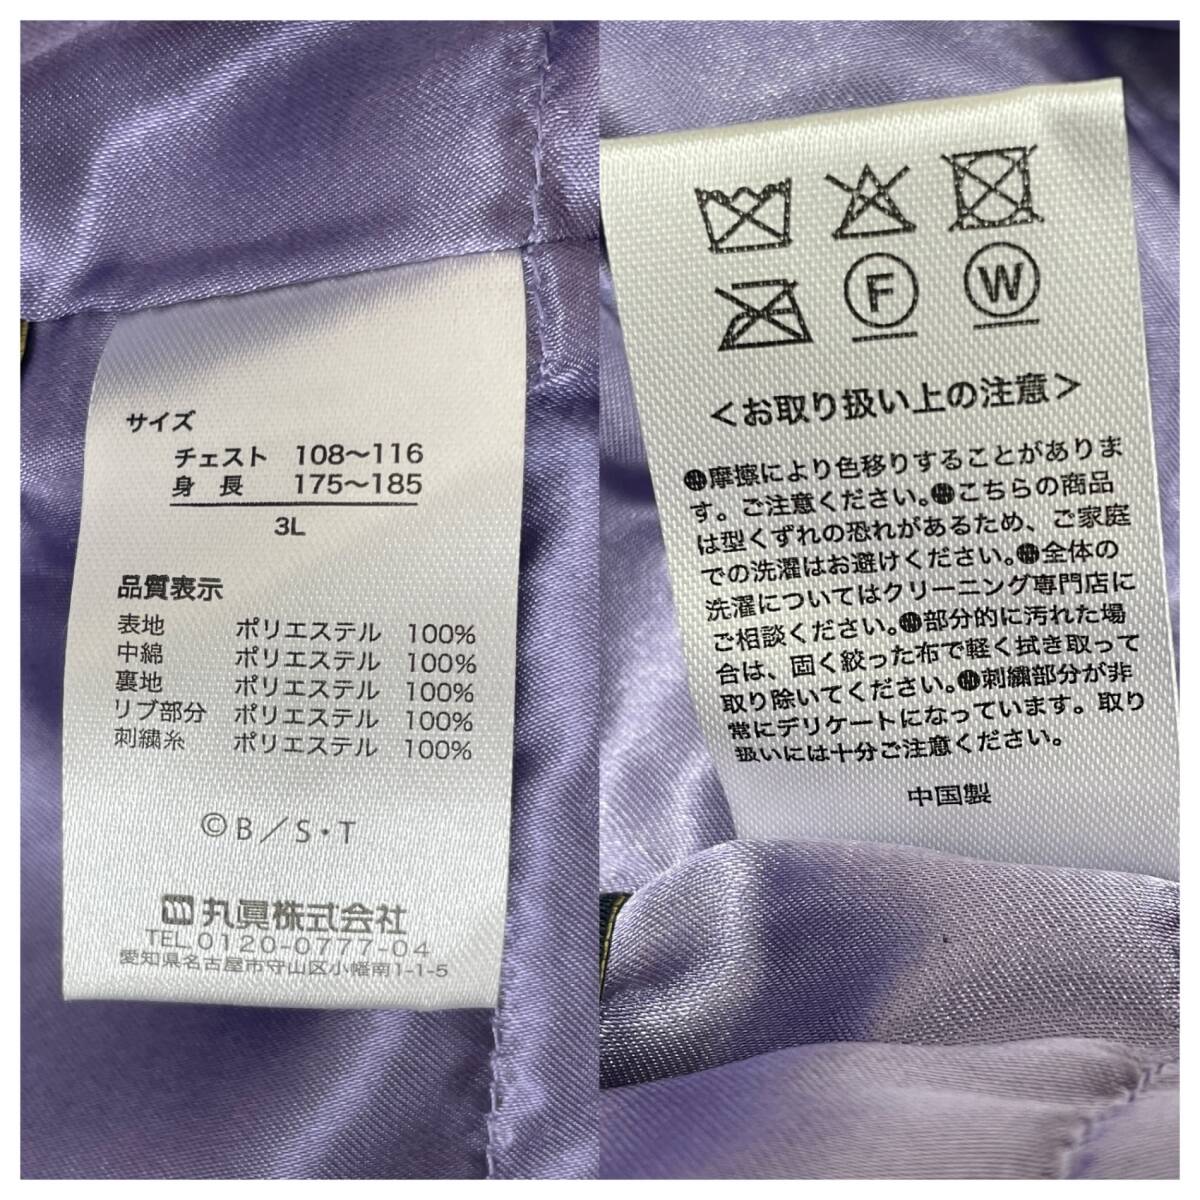 サイズ
チェスト 108〜116
身 長 175〜185
3L
品質表示
表地 ポリエステル 100%
中綿 ポリエステル 100%
裏地 ポリエステル 100%
リブ部分 ポリエステル 100%
刺繍糸 ポリエステル 100%
©B／S・T
丸眞株式会社
TEL.0120-0777-04
愛知県名古屋市守山区小幡南1-1-5
F W
＜お取り扱い上の注意＞
摩擦により色移りすることがありま
す。ご注意ください。こちらの商品
は型くずれの恐れがあるため、ご家庭
での洗濯はお避けください。全体の
洗濯についてはクリーニング専門店に
ご相談ください。部分的に汚れた場
合は、固く絞った布で軽く拭き取って
取り除いてください。刺繍部分が非
常にデリケートになっています。取り
扱いには十分ご注意ください。
中国製